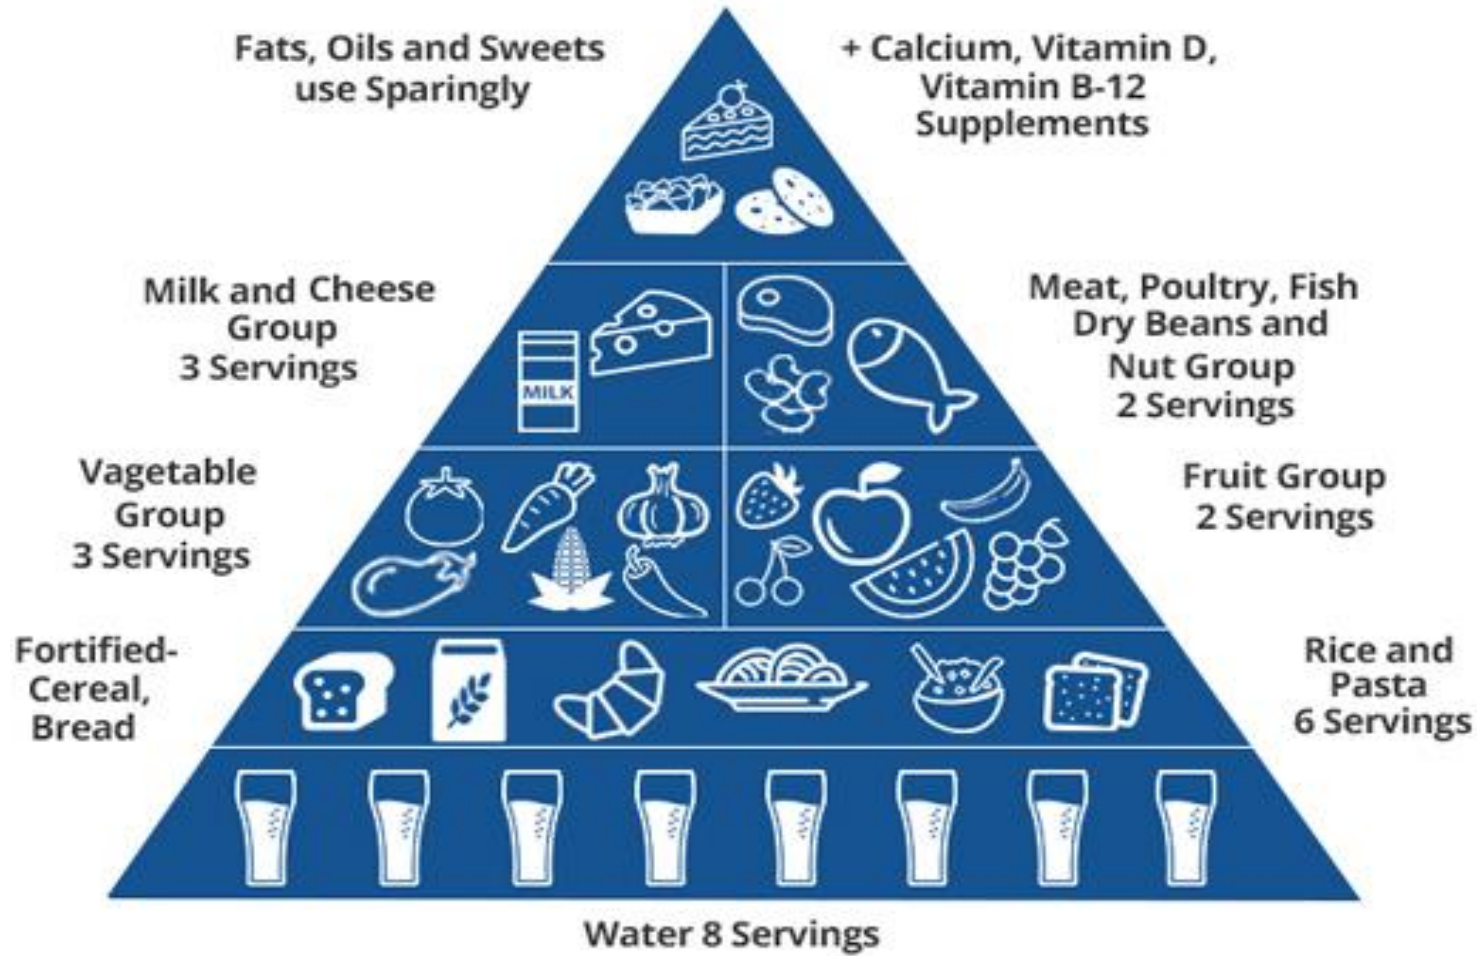 Fats, Oils and Sweets
use Sparingly
+ Calcium, Vitamin D,
Vitamin B-12
Supplements
Milk and Cheese
Group
3 Servings
MILK
Meat, Poultry, Fish
Dry Beans and
Nut Group
2 Servings
Vagetable
Group
3 Servings
Fruit Group
2 Servings
Fortified-
Cereal,
Bread
Rice and
Pasta
6 Servings
Water 8 Servings